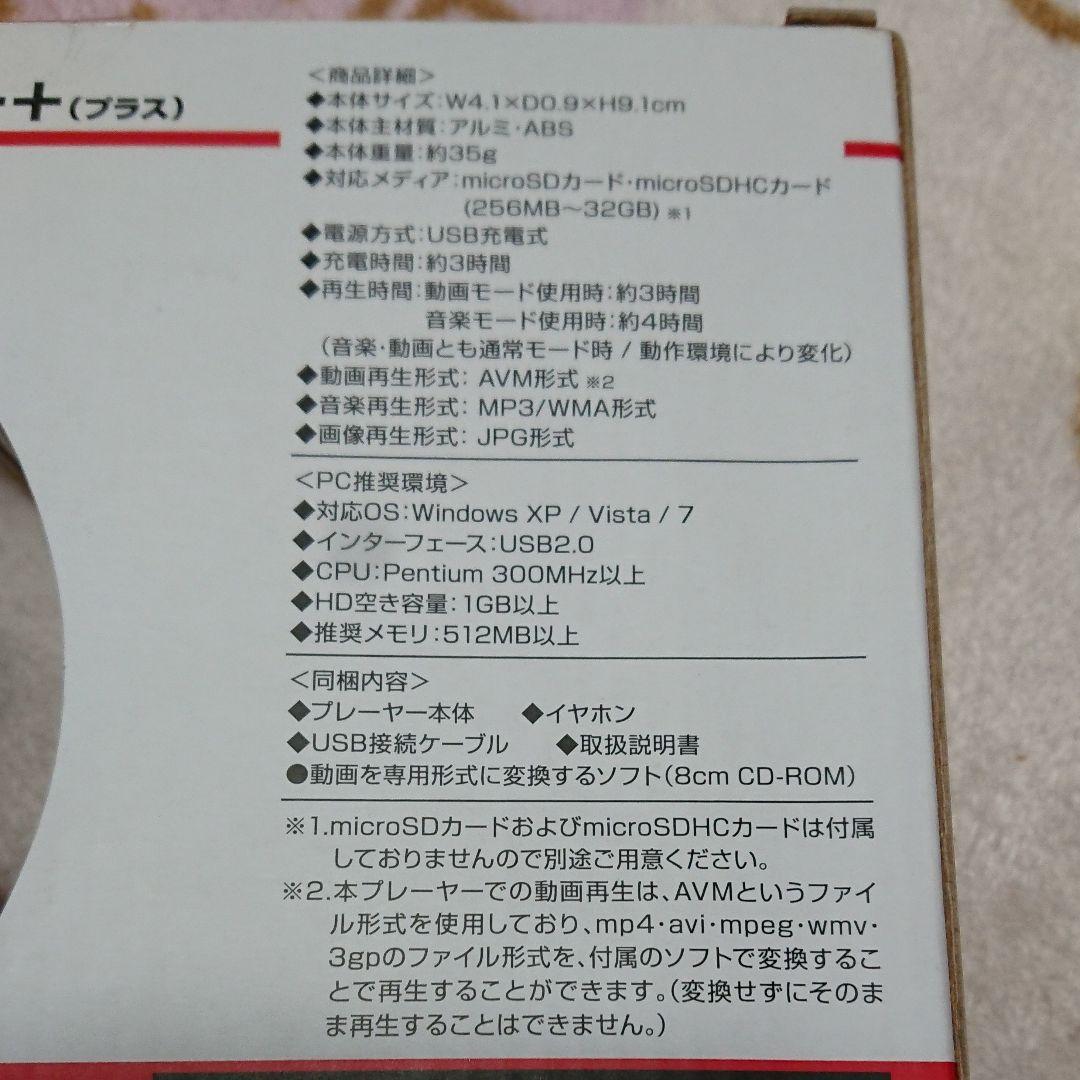 +(プラス)
＜商品詳細＞
◆本体サイズ:W4.1×D0.9×H9.1cm
◆本体主材質:アルミ・ABS
◆本体重量:約35g
◆対応メディア:microSDカード・microSDHCカード
(256MB〜32GB) ※1
◆電源方式:USB充電式
◆充電時間:約3時間
◆再生時間:動画モード使用時:約3時間
音楽モード使用時:約4時間
(音楽・動画とも通常モード時 / 動作環境により変化)
◆動画再生形式: AVM形式 ※2
◆音楽再生形式: MP3/WMA形式
◆画像再生形式: JPG形式
＜PC推奨環境＞
◆対応OS:Windows XP / Vista / 7
◆インターフェース:USB2.0
◆CPU:Pentium 300MHz以上
◆HD空き容量:1GB以上
◆推奨メモリ:512MB以上
＜同梱内容＞
◆プレーヤー本体 ◆イヤホン
◆USB接続ケーブル ◆取扱説明書
●動画を専用形式に変換するソフト(8cm CD-ROM)
※1.microSDカードおよびmicroSDHCカードは付属
しておりませんので別途ご用意ください。
※2.本プレーヤーでの動画再生は、AVMというファイ
ル形式を使用しており、mp4・avi・mpeg・wmv・
3gpのファイル形式を、付属のソフトで変換するこ
とで再生することができます。(変換せずにそのま
ま再生することはできません。)